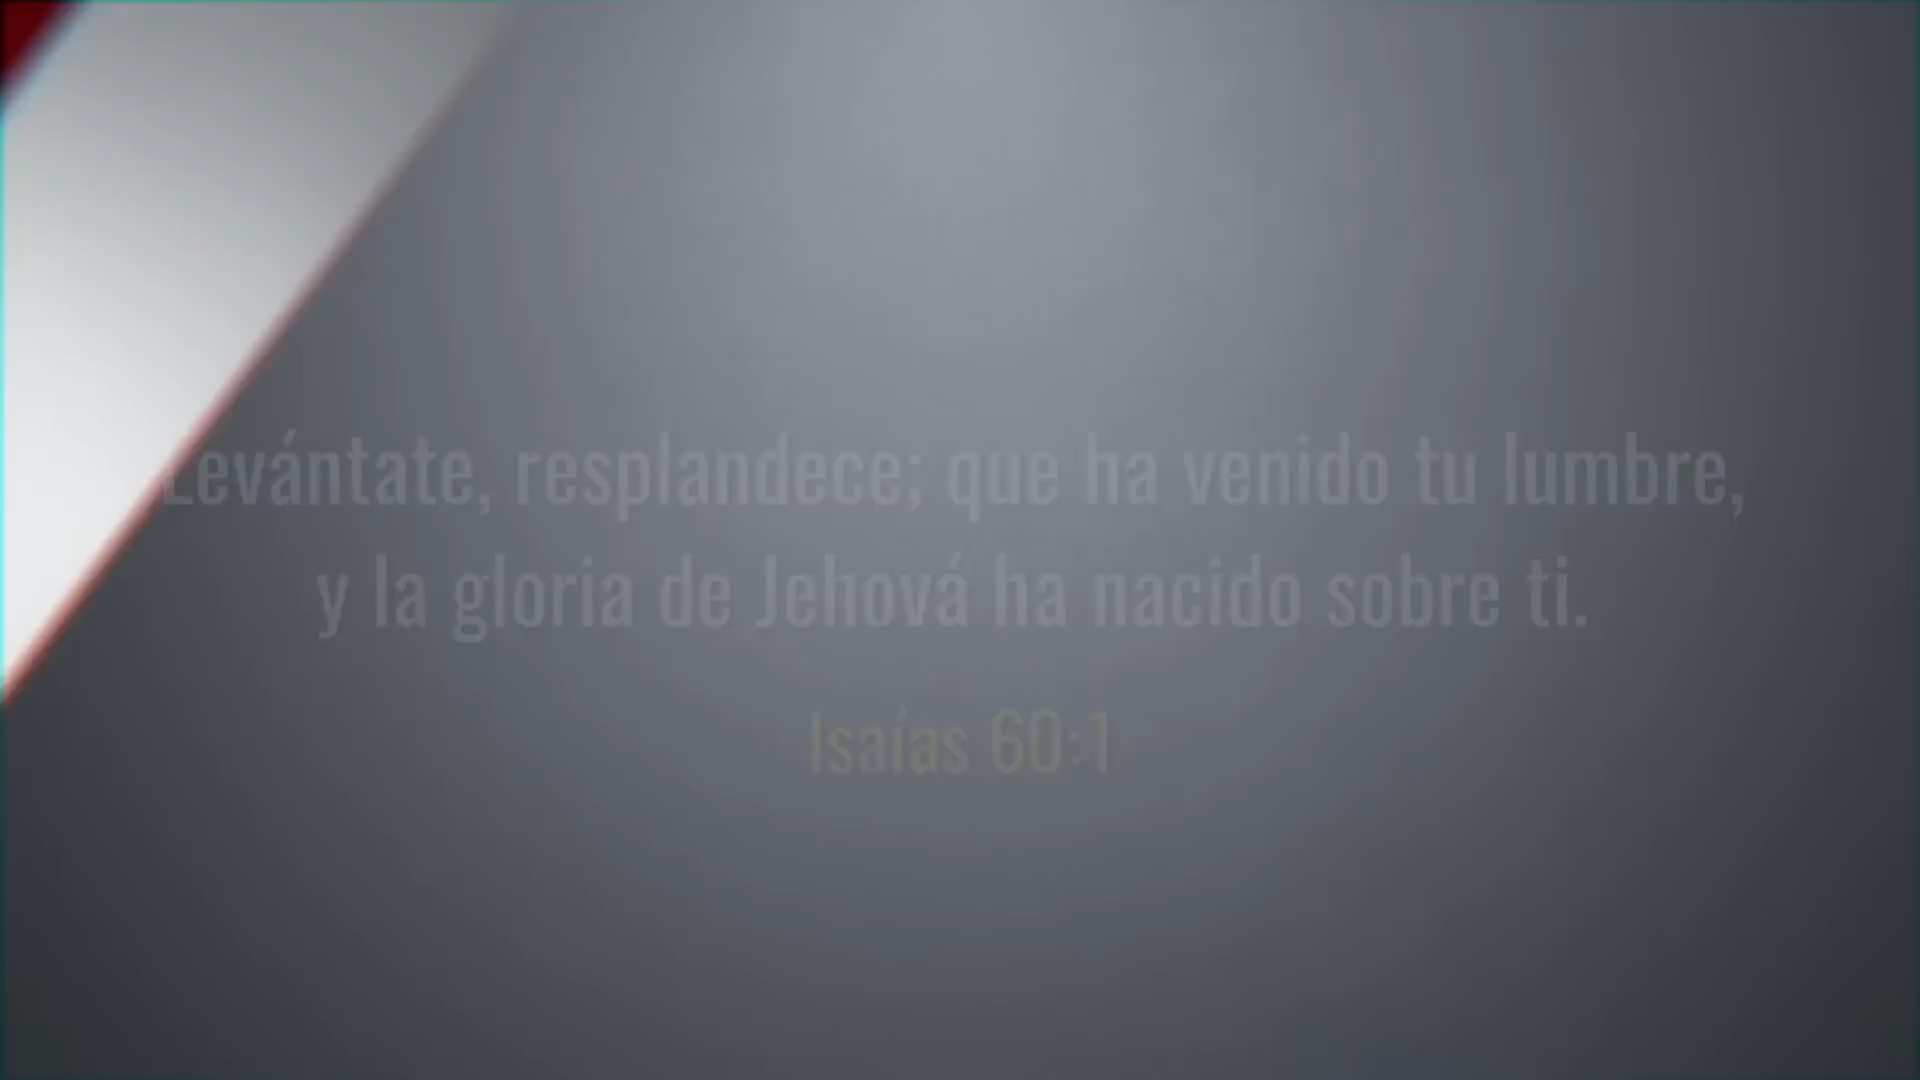 Levántate, resplandece; que ha venido tu lumbre,
y la gloria de Jehová ha nacido sobre ti.
Isaías 60:1